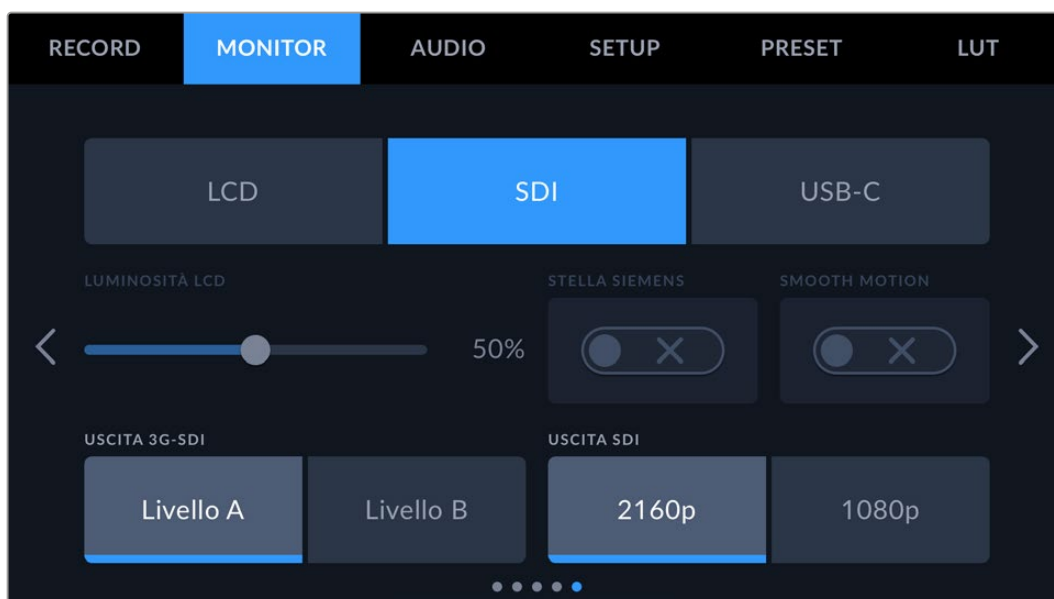 RECORD MONITOR AUDIO SETUP PRESET LUT
LCD SDI USB-C
LUMINOSITÀ LCD STELLA SIEMENS SMOOTH MOTION
50%
USCITA 3G-SDI USCITA SDI
Livello A Livello B 2160p 1080p